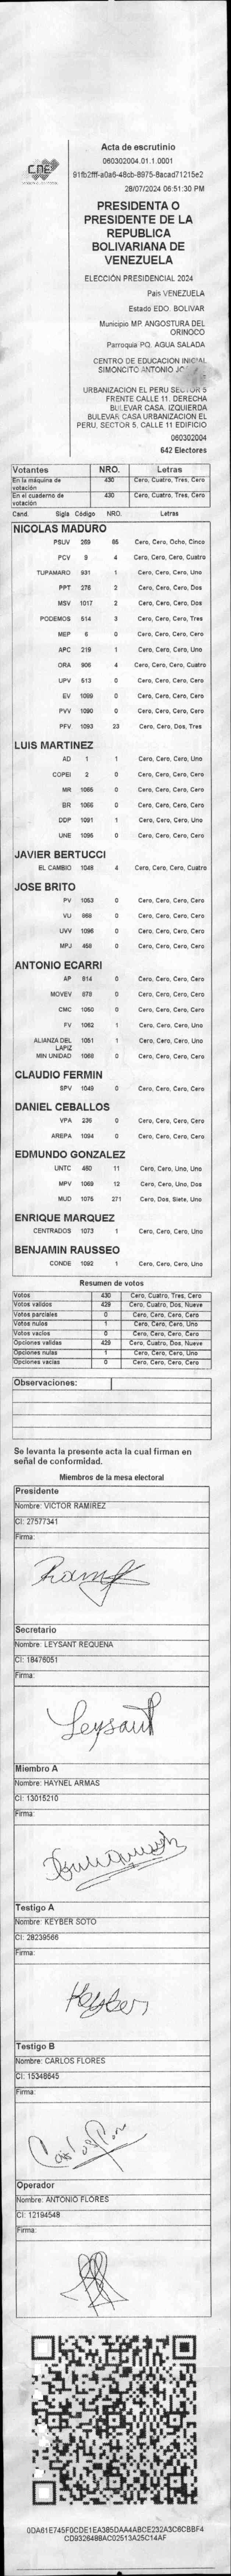 CNE
Acta de escrutinio
060302004.01.1.0001
91fb2fff-a0a6-48cb-8975-8acad71215e2
28/07/2024 06:51:30 PM
PRESIDENTA O
PRESIDENTE DE LA
REPUBLICA
BOLIVARIANA DE
VENEZUELA
ELECCIÓN PRESIDENCIAL 2024
Pais VENEZUELA
Estado EDO. BOLIVAR
Municipio MP. ANGOSTURA DEL
ORINOCO
Parroquia PQ. AGUA SALADA
CENTRO DE EDUCACION INICIAL
SIMONCITO ANTONIO
URBANIZACION EL PERU SECTOR 5
FRENTE CALLE 11. DERECHA
BULEVAR CASA. IZQUIERDA
BULEVAR CASA URBANIZACION EL
PERU, SECTOR 5, CALLE 11 EDIFICIO
060302004
642 Electores
Votantes NRO. Letras
En la máquina de votación 430 Cero, Cuatro, Tres, Cero
En el cuaderno de votación 430 Cero, Cuatro, Tres, Cero
Cand. Sigla Código NRO. Letras
NICOLAS MADURO
PSUV 269 85 Cero, Cero, Ocho, Cinco
PCV 9 4 Cero, Cero, Cero, Cuatro
TUPAMARO 931 1 Cero, Cero, Cero, Uno
PPT 276 2 Cero, Cero, Cero, Dos
MSV 1017 2 Cero, Cero, Cero, Dos
PODEMOS 514 3 Cero, Cero, Cero, Tres
MEP 6 0 Cero, Cero, Cero, Cero
APC 219 1 Cero, Cero, Cero, Uno
ORA 906 4 Cero, Cero, Cero, Cuatro
UPV 513 0 Cero, Cero, Cero, Cero
EV 1089 0 Cero, Cero, Cero, Cero
PVV 1090 0 Cero, Cero, Cero, Cero
PFV 1093 23 Cero, Cero, Dos, Tres
LUIS MARTINEZ
AD 1 1 Cero, Cero, Cero, Uno
COPEI 2 0 Cero, Cero, Cero, Cero
MR 1065 0 Cero, Cero, Cero, Cero
BR 1066 0 Cero, Cero, Cero, Cero
DDP 1091 1 Cero, Cero, Cero, Uno
UNE 1095 0 Cero, Cero, Cero, Cero
JAVIER BERTUCCI
EL CAMBIO 1048 4 Cero, Cero, Cero, Cuatro
JOSE BRITO
PV 1053 0 Cero, Cero, Cero, Cero
VU 968 0 Cero, Cero, Cero, Cero
UVV 1096 0 Cero, Cero, Cero, Cero
MPJ 456 0 Cero, Cero, Cero, Cero
ANTONIO ECARRI
AP 914 0 Cero, Cero, Cero, Cero
MOVEV 878 0 Cero, Cero, Cero, Cero
CMC 1050 0 Cero, Cero, Cero, Cero
FV 1062 1 Cero, Cero, Cero, Uno
ALIANZA DEL LAPIZ 1051 1 Cero, Cero, Cero, Uno
MIN UNIDAD 1068 0 Cero, Cero, Cero, Cero
CLAUDIO FERMIN
SPV 1049 0 Cero, Cero, Cero, Cero
DANIEL CEBALLOS
VPA 236 0 Cero, Cero, Cero, Cero
AREPA 1094 0 Cero, Cero, Cero, Cero
EDMUNDO GONZALEZ
UNTC 460 11 Cero, Cero, Uno, Uno
MPV 1069 12 Cero, Cero, Uno, Dos
MUD 1075 271 Cero, Dos, Siete, Uno
ENRIQUE MARQUEZ
CENTRADOS 1073 1 Cero, Cero, Cero, Uno
BENJAMIN RAUSSEO
CONDE 1092 1 Cero, Cero, Cero, Uno
Resumen de votos
Votos 430 Cero, Cuatro, Tres, Cero
Votos validos 429 Cero, Cuatro, Dos, Nueve
Votos parciales 0 Cero, Cero, Cero, Cero
Votos nulos 1 Cero, Cero, Cero, Uno
Votos vacios 0 Cero, Cero, Cero, Cero
Opciones validas 429 Cero, Cuatro, Dos, Nueve
Opciones nulas 1 Cero, Cero, Cero, Uno
Opciones vacias 0 Cero, Cero, Cero, Cero
Observaciones:
Se levanta la presente acta la cual firman en
señal de conformidad.
Miembros de la mesa electoral
Presidente
Nombre: VICTOR RAMIREZ
CI: 27577341
Firma:
Secretario
Nombre: LEYSANT REQUENA
CI: 18476051
Firma:
Leysant
Miembro A
Nombre: HAYNEL ARMAS
CI: 13015210
Firma:
Testigo A
Nombre: KEYBER SOTO
CI: 28239566
Firma:
Keyber
Testigo B
Nombre: CARLOS FLORES
CI: 15348645
Firma:
Operador
Nombre: ANTONIO FLORES
CI: 12194548
Firma:
0DA61E745F0CDE1EA385DAA4ABCE232A3C6CBBF4
CD9326488AC02513A25C14AF